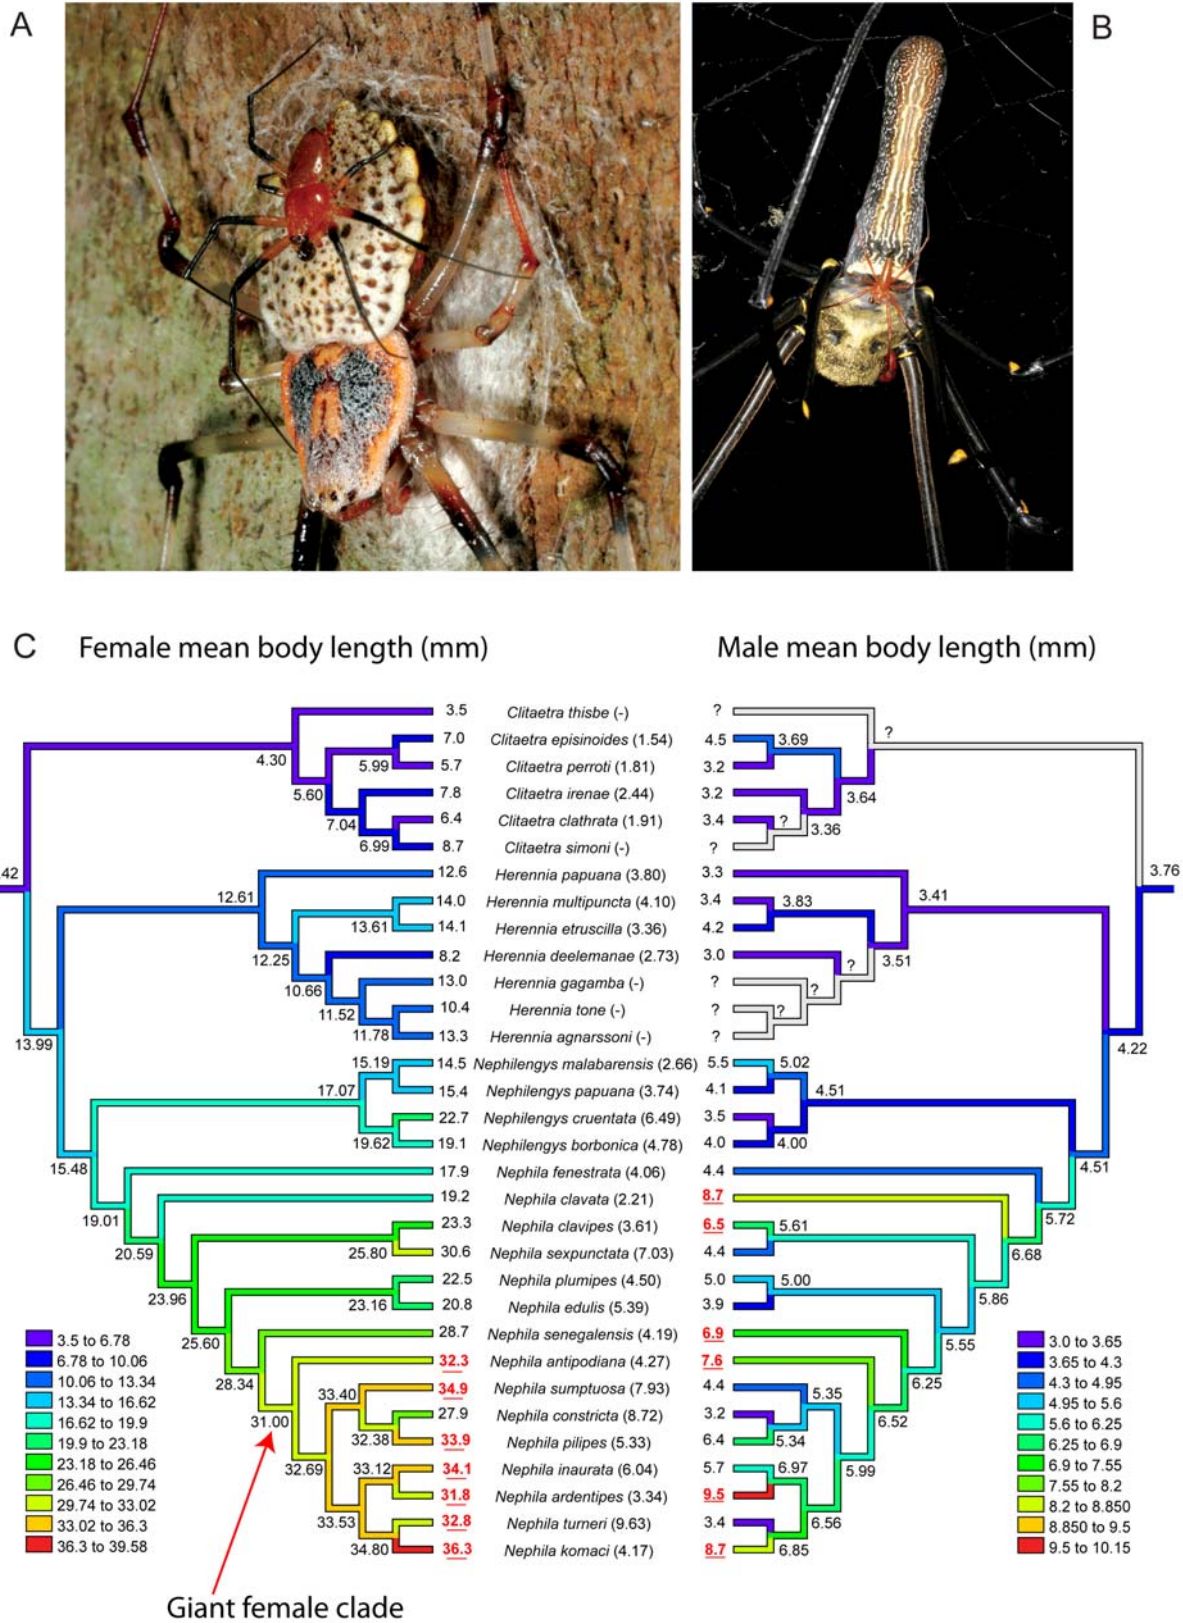 A
B
C Female mean body length (mm) Male mean body length (mm)
3.5 Clitaetra thisbe (-) ?
?
7.0 Clitaetra episinoides (1.54) 4.5 3.69
4.30 5.99 5.7 Clitaetra perroti (1.81) 3.2
5.60 7.8 Clitaetra irenae (2.44) 3.2 3.64
7.04 6.4 Clitaetra clathrata (1.91) 3.4 ? 3.36
6.99 8.7 Clitaetra simoni (-) ?
.42 12.6 Herennia papuana (3.80) 3.3 3.76
12.61 14.0 Herennia multipuncta (4.10) 3.4 3.83 3.41
13.61 14.1 Herennia etruscilla (3.36) 4.2
12.25 8.2 Herennia deelemanae (2.73) 3.0 ? 3.51
10.66 13.0 Herennia gagamba (-) ? ?
11.52 10.4 Herennia tone (-) ? ?
13.99 11.78 13.3 Herennia agnarssoni (-) ? 4.22
15.19 14.5 Nephilengys malabarensis (2.66) 5.5 5.02
17.07 15.4 Nephilengys papuana (3.74) 4.1 4.51
22.7 Nephilengys cruentata (6.49) 3.5
19.62 19.1 Nephilengys borbonica (4.78) 4.0 4.00
15.48 17.9 Nephila fenestrata (4.06) 4.4 4.51
19.2 Nephila clavata (2.21) 8.7
19.01 23.3 Nephila clavipes (3.61) 6.5 5.61 5.72
20.59 25.80 30.6 Nephila sexpunctata (7.03) 4.4 6.68
22.5 Nephila plumipes (4.50) 5.0 5.00
23.96 23.16 20.8 Nephila edulis (5.39) 3.9 5.86
25.60 28.7 Nephila senegalensis (4.19) 6.9 5.55
28.34 32.3 Nephila antipodiana (4.27) 7.6 6.25
33.40 34.9 Nephila sumptuosa (7.93) 4.4 5.35
31.00 27.9 Nephila constricta (8.72) 3.2 6.52
32.38 33.9 Nephila pilipes (5.33) 6.4 5.34
32.69 33.12 34.1 Nephila inaurata (6.04) 5.7 6.97 5.99
31.8 Nephila ardentipes (3.34) 9.5
33.53 32.8 Nephila turneri (9.63) 3.4 6.56
34.80 36.3 Nephila komaci (4.17) 8.7 6.85
3.5 to 6.78
6.78 to 10.06
10.06 to 13.34
13.34 to 16.62
16.62 to 19.9
19.9 to 23.18
23.18 to 26.46
26.46 to 29.74
29.74 to 33.02
33.02 to 36.3
36.3 to 39.58
3.0 to 3.65
3.65 to 4.3
4.3 to 4.95
4.95 to 5.6
5.6 to 6.25
6.25 to 6.9
6.9 to 7.55
7.55 to 8.2
8.2 to 8.850
8.850 to 9.5
9.5 to 10.15
Giant female clade